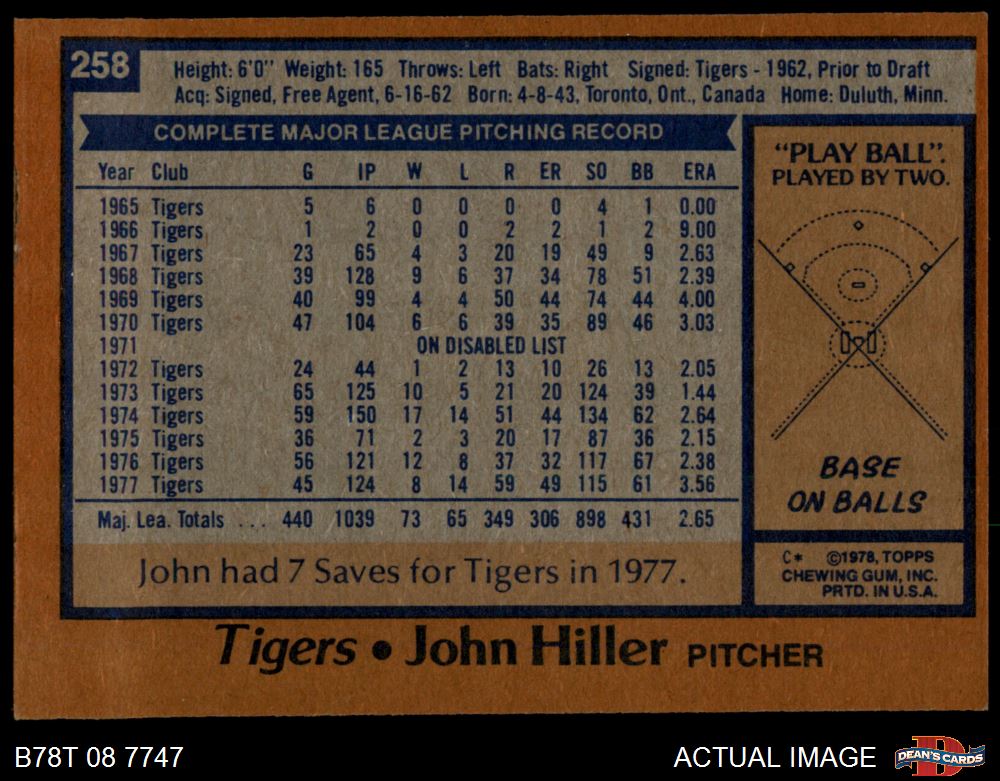 258
Height: 6'0" Weight: 165 Throws: Left Bats: Right Signed: Tigers - 1962, Prior to Draft
Acq: Signed, Free Agent, 6-16-62 Born: 4-8-43, Toronto, Ont., Canada Home: Duluth, Minn.
COMPLETE MAJOR LEAGUE PITCHING RECORD
Year Club G IP W L R ER SO BB ERA
1965 Tigers 5 6 0 0 0 0 4 1 0.00
1966 Tigers 1 2 0 0 2 2 1 2 9.00
1967 Tigers 23 65 4 3 20 19 49 9 2.63
1968 Tigers 39 128 9 6 37 34 78 51 2.39
1969 Tigers 40 99 4 4 50 44 74 44 4.00
1970 Tigers 47 104 6 6 39 35 89 46 3.03
1971 ON DISABLED LIST
1972 Tigers 24 44 1 2 13 10 26 13 2.05
1973 Tigers 65 125 10 5 21 20 124 39 1.44
1974 Tigers 59 150 17 14 51 44 134 62 2.64
1975 Tigers 36 71 2 3 20 17 87 36 2.15
1976 Tigers 56 121 12 8 37 32 117 67 2.38
1977 Tigers 45 124 8 14 59 49 115 61 3.56
Maj. Lea. Totals ... 440 1039 73 65 349 306 898 431 2.65
John had 7 Saves for Tigers in 1977.
"PLAY BALL".
PLAYED BY TWO.
BASE
ON BALLS
C* ©1978, TOPPS
CHEWING GUM, INC.
PRTD. IN U.S.A.
Tigers • John Hiller PITCHER
B78T 08 7747
ACTUAL IMAGE
D
DEAN'S CARDS